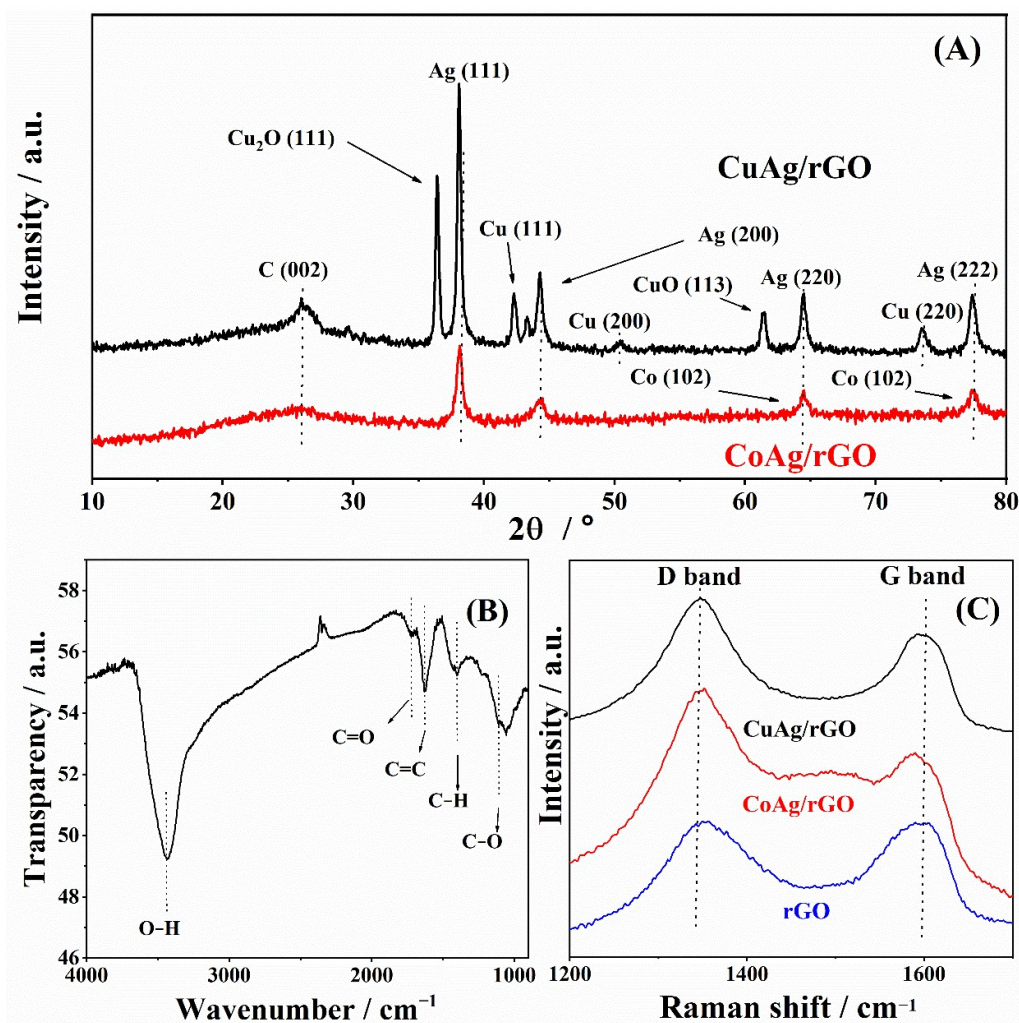 (A)
Ag (111)
Cu₂O (111)
CuAg/rGO
Cu (111)
Ag (200)
C (002)
CuO (113)
Ag (220)
Ag (222)
Cu (200)
Cu (220)
Co (102)
Co (102)
CoAg/rGO
Intensity / a.u.
10 20 30 40 50 60 70 80
2θ / °
(B)
58
56
54
52
50
48
46
C=O
C=C
C−H
C−O
O−H
Transparency / a.u.
4000 3000 2000 1000
Wavenumber / cm⁻¹
D band G band
(C)
CuAg/rGO
CoAg/rGO
rGO
Intensity / a.u.
1200 1400 1600
Raman shift / cm⁻¹